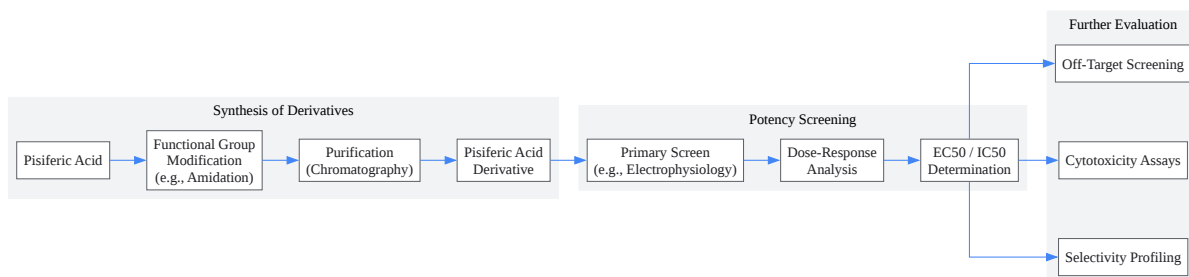 Synthesis of Derivatives
Pisiferic Acid
Functional Group
Modification
(e.g., Amidation)
Purification
(Chromatography)
Pisiferic Acid
Derivative
Potency Screening
Primary Screen
(e.g., Electrophysiology)
Dose-Response
Analysis
EC50 / IC50
Determination
Further Evaluation
Off-Target Screening
Cytotoxicity Assays
Selectivity Profiling